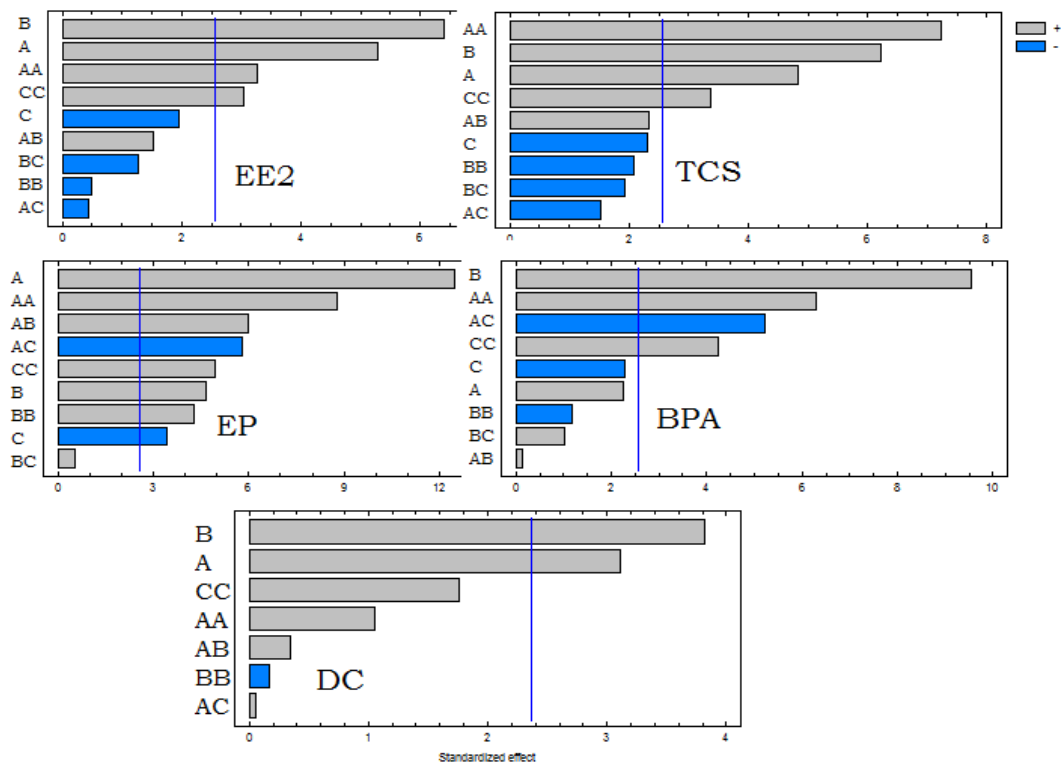 B
A
AA
CC
C
AB
BC
BB
AC
EE2
0 2 4 6
AA
B
A
CC
AB
C
BB
BC
AC
TCS
0 2 4 6 8
+
-
A
AA
AB
AC
CC
B
BB
C
BC
EP
0 3 6 9 12
B
AA
AC
CC
C
A
BB
BC
AB
BPA
0 2 4 6 8 10
B
A
CC
AA
AB
BB
AC
DC
0 1 2 3 4
Standardized effect